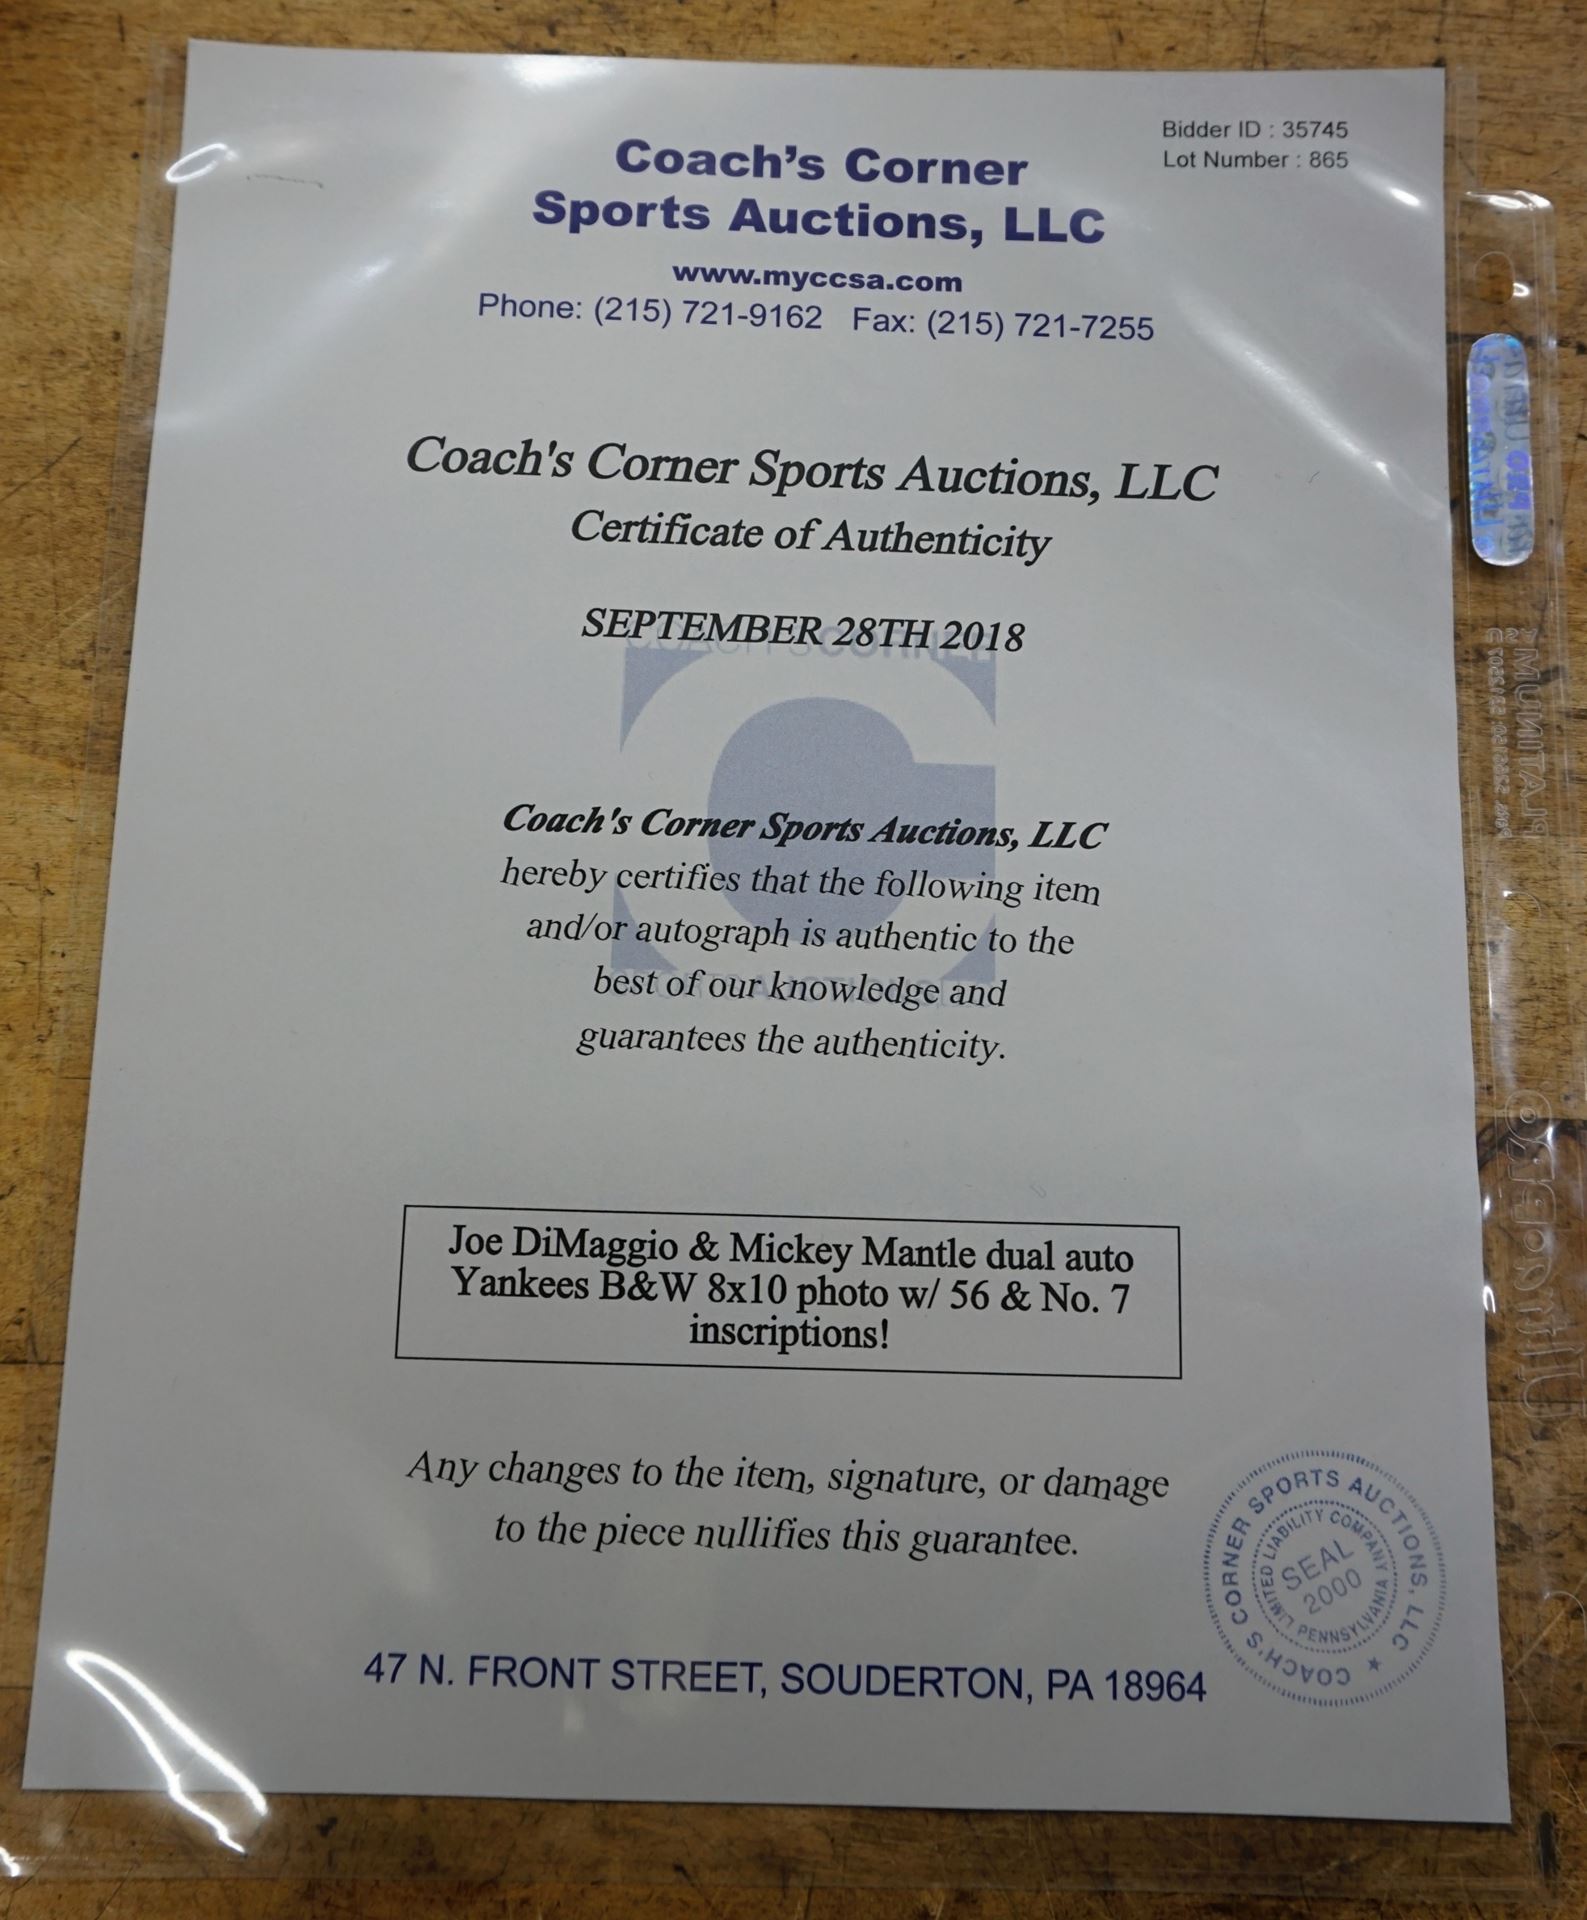 Bidder ID : 35745
Lot Number : 865
Coach's Corner
Sports Auctions, LLC
www.myccsa.com
Phone: (215) 721-9162 Fax: (215) 721-7255
Coach's Corner Sports Auctions, LLC
Certificate of Authenticity
SEPTEMBER 28TH 2018
COACH'S CORNER
Coach's Corner Sports Auctions, LLC
hereby certifies that the following item
and/or autograph is authentic to the
best of our knowledge and
guarantees the authenticity.
Joe DiMaggio & Mickey Mantle dual auto
Yankees B&W 8x10 photo w/ 56 & No. 7
inscriptions!
Any changes to the item, signature, or damage
to the piece nullifies this guarantee.
COACH'S CORNER SPORTS AUCTIONS, LLC ★
LIMITED LIABILITY COMPANY
PENNSYLVANIA
SEAL
2000
47 N. FRONT STREET, SOUDERTON, PA 18964
PLATINUM